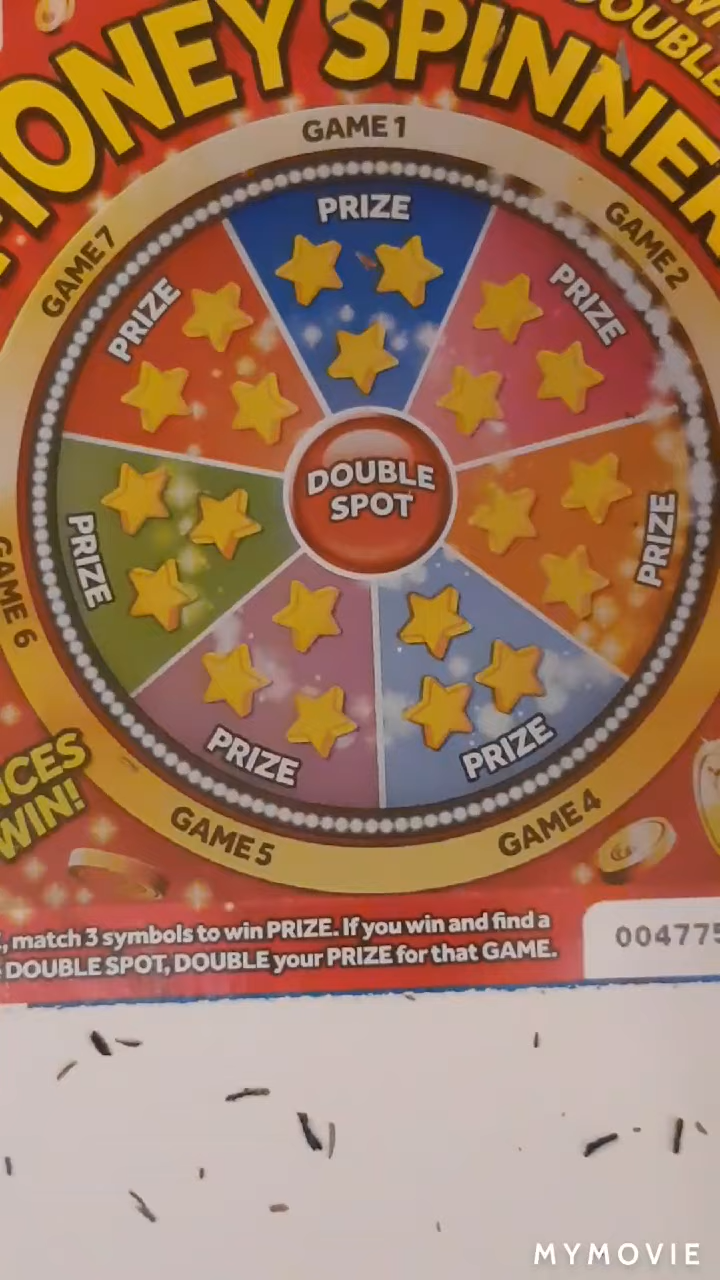 MONEY SPINNER
DOUBLE
GAME 1
GAME 2
GAME 7
PRIZE
PRIZE
PRIZE
DOUBLE
SPOT
PRIZE
PRIZE
GAME 6
PRIZE
PRIZE
GAME 5
GAME 4
WIN!
, match 3 symbols to win PRIZE. If you win and find a
DOUBLE SPOT, DOUBLE your PRIZE for that GAME.
004775
MYMOVIE